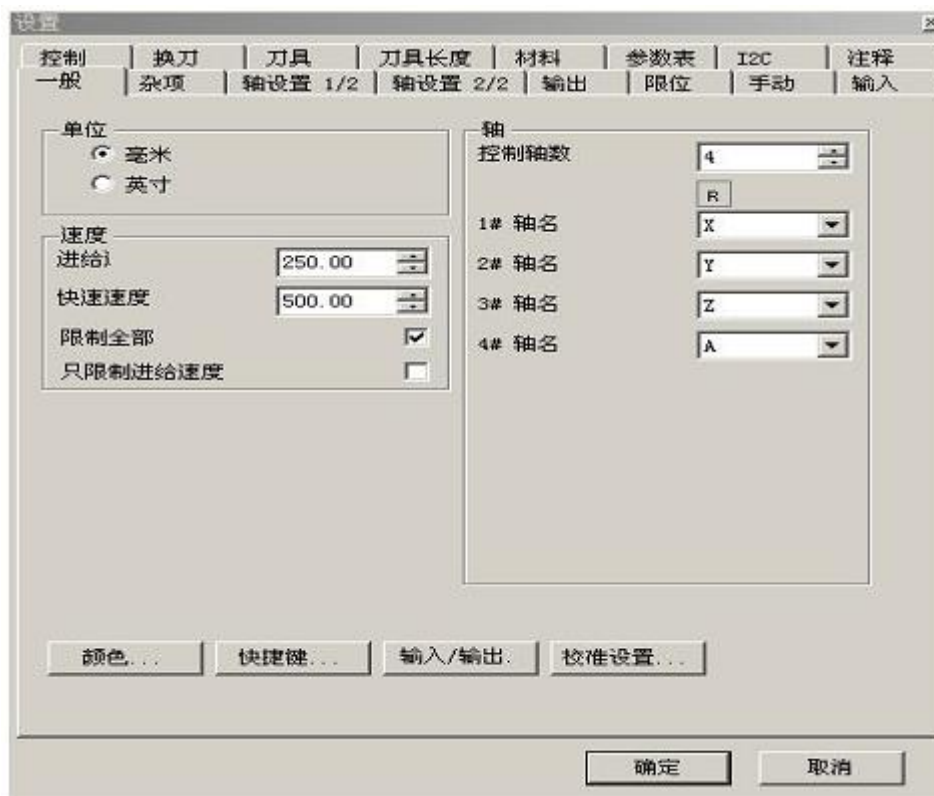 设置
控制 换刀 刀具 刀具长度 材料 参数表 I2C 注释
一般 杂项 轴设置 1/2 轴设置 2/2 输出 限位 手动 输入
单位
毫米
英寸
速度
进给i
250.00
快速速度
500.00
限制全部
只限制进给速度
轴
控制轴数
4
R
1# 轴名
X
2# 轴名
Y
3# 轴名
Z
4# 轴名
A
颜色... 快捷键... 输入/输出. 校准设置...
确定 取消